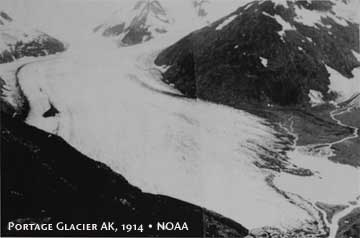 Portage Glacier AK, 1914 • NOAA